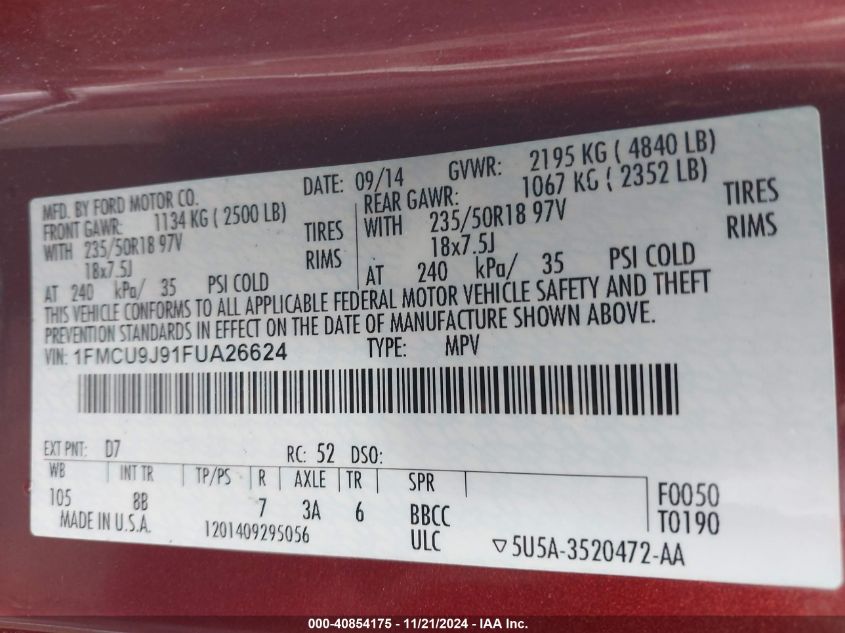 MFD. BY FORD MOTOR CO. DATE: 09/14 GVWR: 2195 KG ( 4840 LB)
FRONT GAWR: 1134 KG ( 2500 LB) REAR GAWR: 1067 KG ( 2352 LB)
WITH 235/50R18 97V TIRES WITH 235/50R18 97V TIRES
18x7.5J RIMS 18x7.5J RIMS
AT 240 kPa/ 35 PSI COLD AT 240 kPa/ 35 PSI COLD
THIS VEHICLE CONFORMS TO ALL APPLICABLE FEDERAL MOTOR VEHICLE SAFETY AND THEFT
PREVENTION STANDARDS IN EFFECT ON THE DATE OF MANUFACTURE SHOWN ABOVE.
VIN: 1FMCU9J91FUA26624 TYPE: MPV
EXT PNT: D7 RC: 52 DSO:
WB INT TR TP/PS R AXLE TR SPR
105 8B 7 3A 6 BBCC F0050
MADE IN U.S.A. 1201409295056 ULC T0190
▽5U5A-3520472-AA
000-40854175 - 11/21/2024 - IAA Inc.